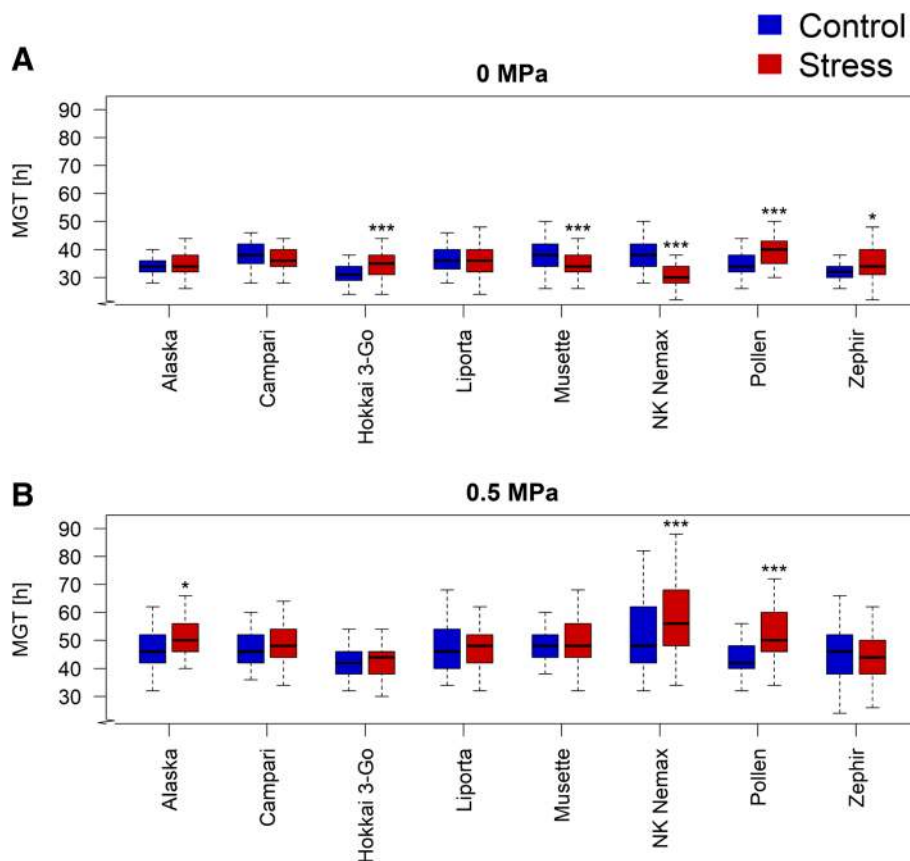 Control
Stress
A
0 MPa
MGT [h]
90
80
70
60
50
40
30
***
***
***
***
*
Alaska
Campari
Hokkai 3-Go
Liporta
Musette
NK Nemax
Pollen
Zephir
B
0.5 MPa
MGT [h]
90
80
70
60
50
40
30
*
***
***
Alaska
Campari
Hokkai 3-Go
Liporta
Musette
NK Nemax
Pollen
Zephir